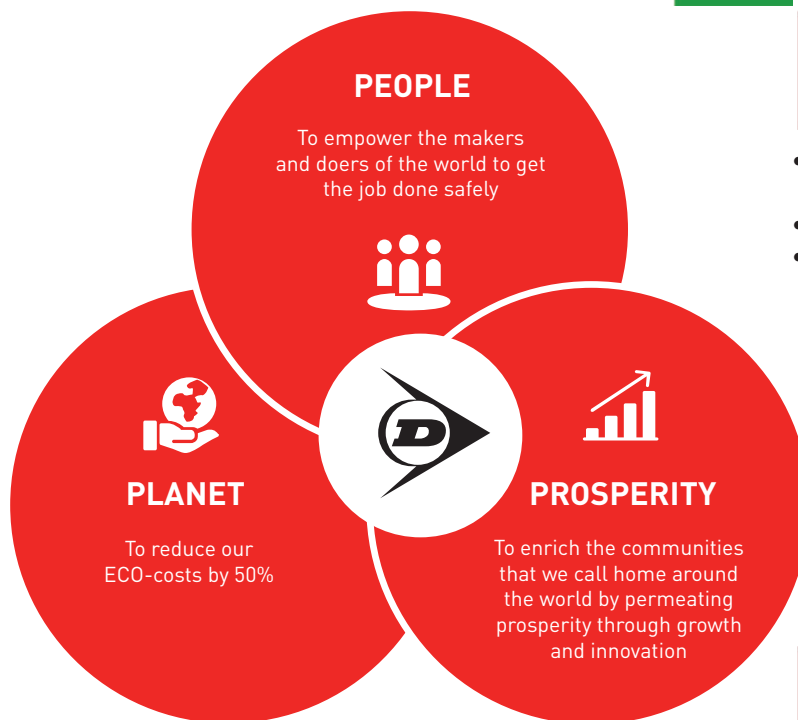 PEOPLE
To empower the makers
and doers of the world to get
the job done safely
D
PLANET
To reduce our
ECO-costs by 50%
PROSPERITY
To enrich the communities
that we call home around
the world by permeating
prosperity through growth
and innovation